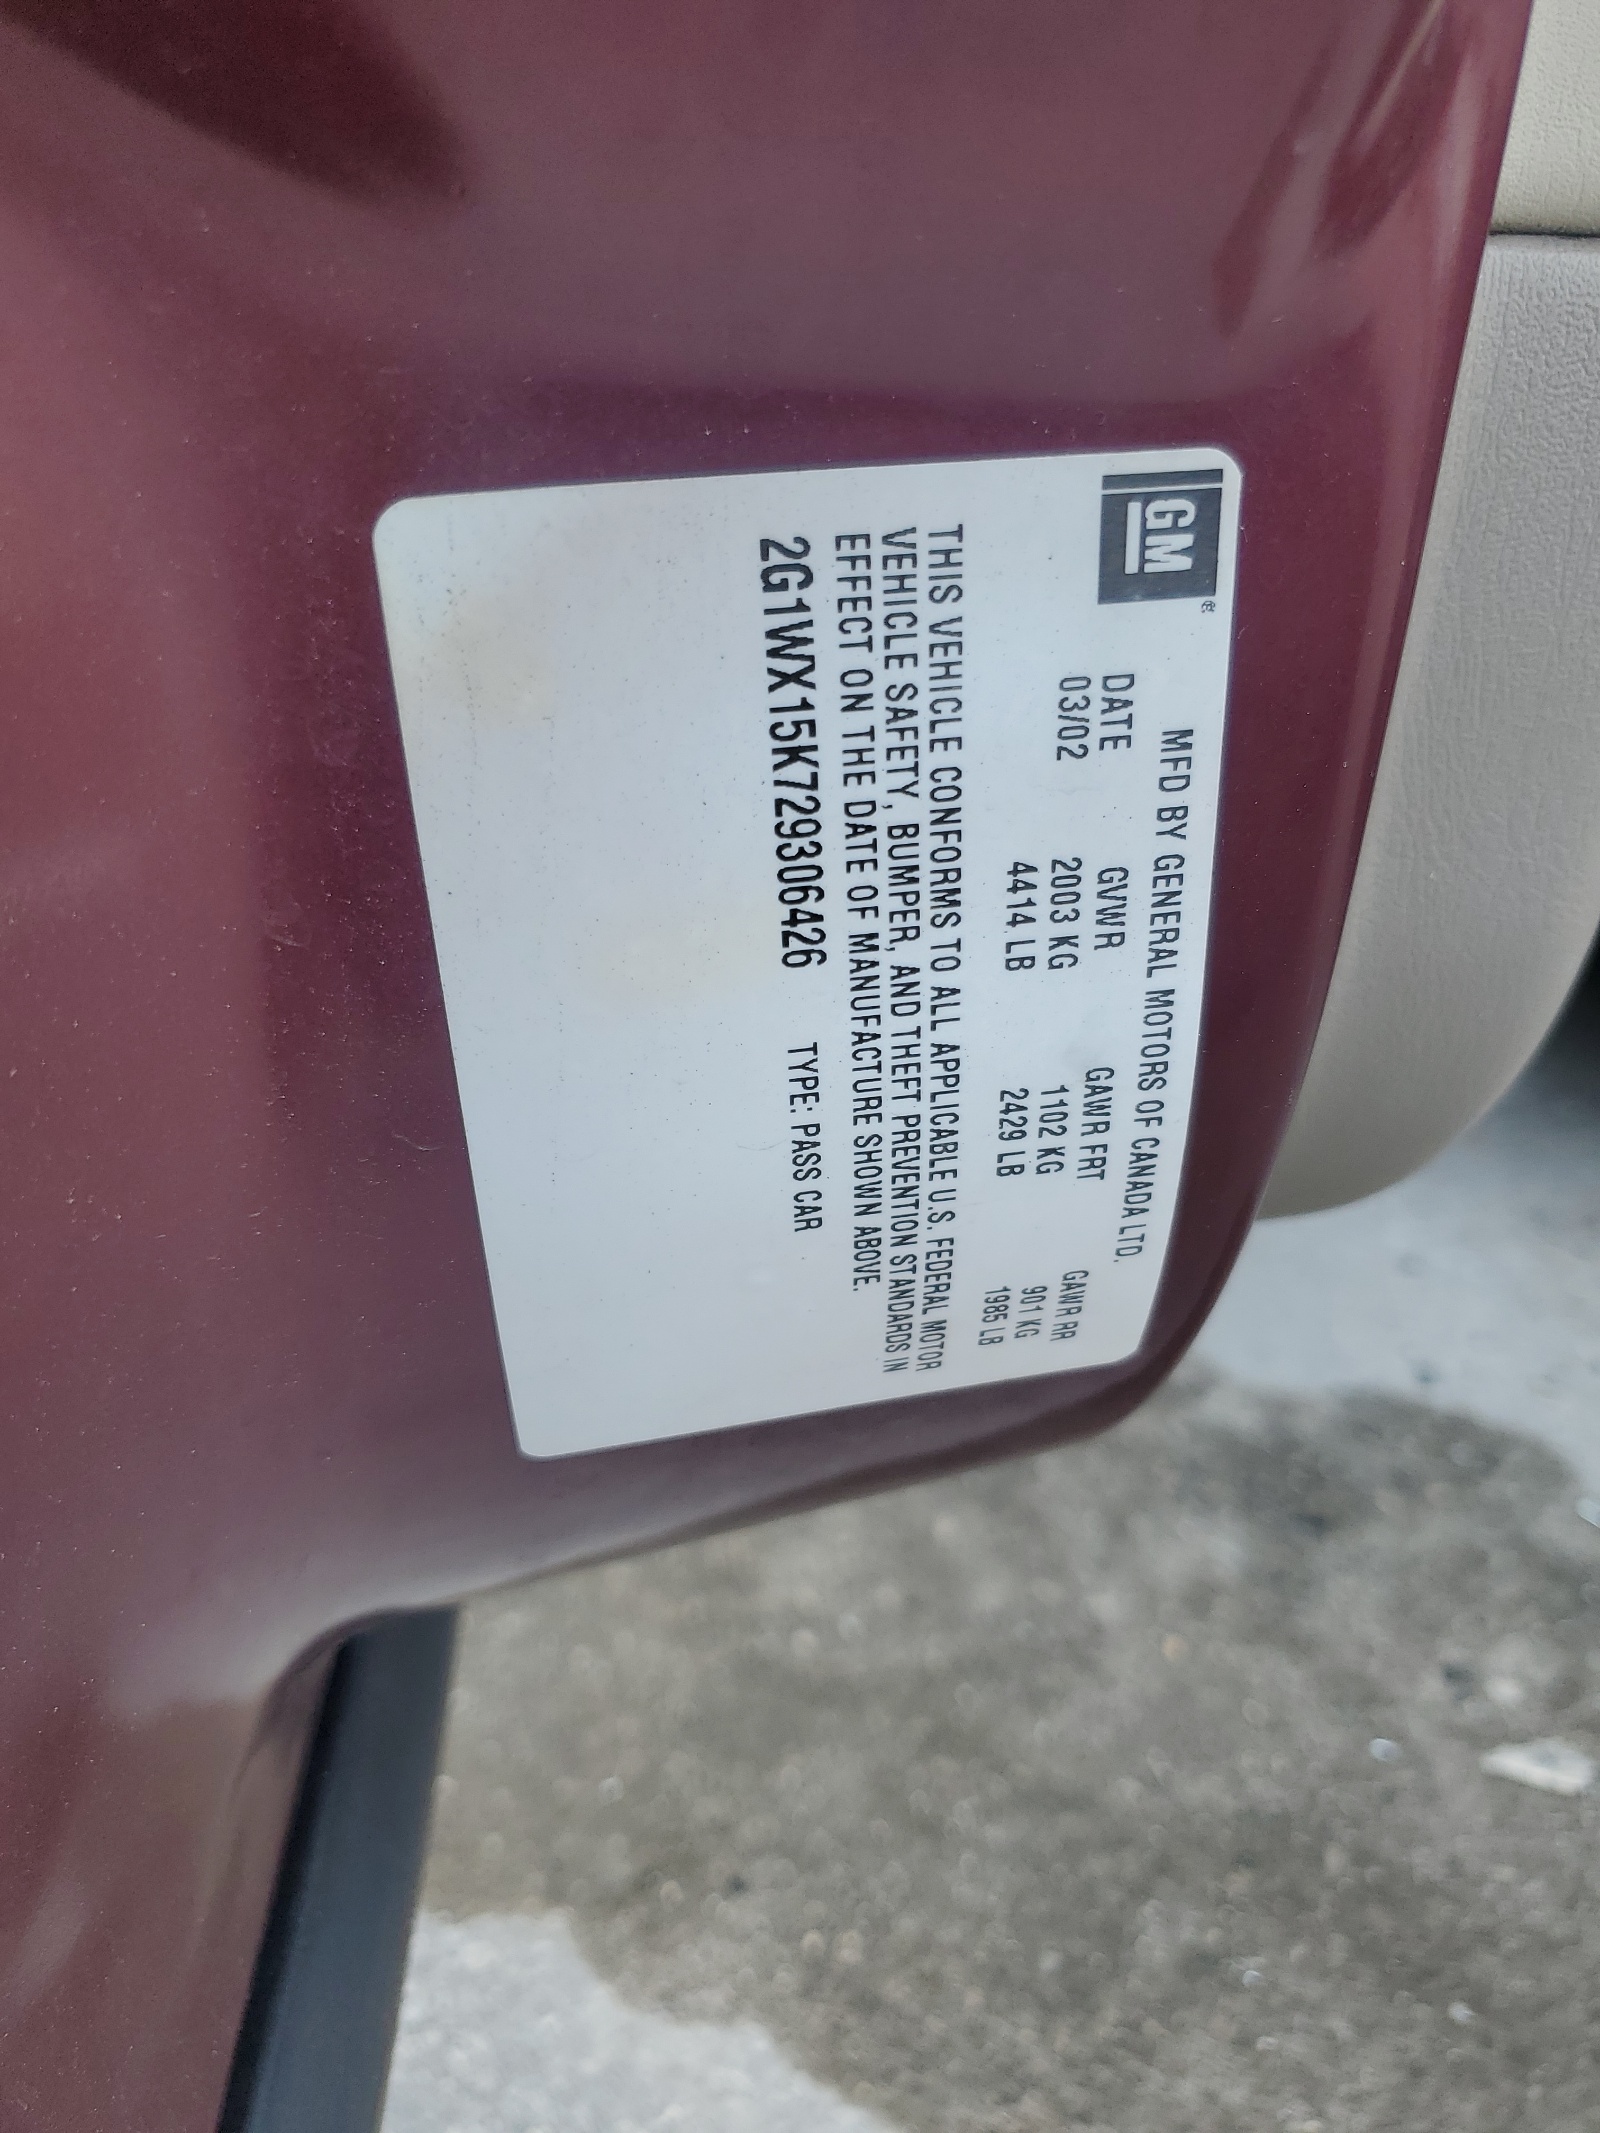 GM®
MFD BY GENERAL MOTORS OF CANADA LTD.
DATE GVWR GAWR FRT GAWR RR
03/02 2003 KG 1102 KG 901 KG
4414 LB 2429 LB 1985 LB
THIS VEHICLE CONFORMS TO ALL APPLICABLE U.S. FEDERAL MOTOR
VEHICLE SAFETY, BUMPER, AND THEFT PREVENTION STANDARDS IN
EFFECT ON THE DATE OF MANUFACTURE SHOWN ABOVE.
2G1WX15K729306426 TYPE: PASS CAR